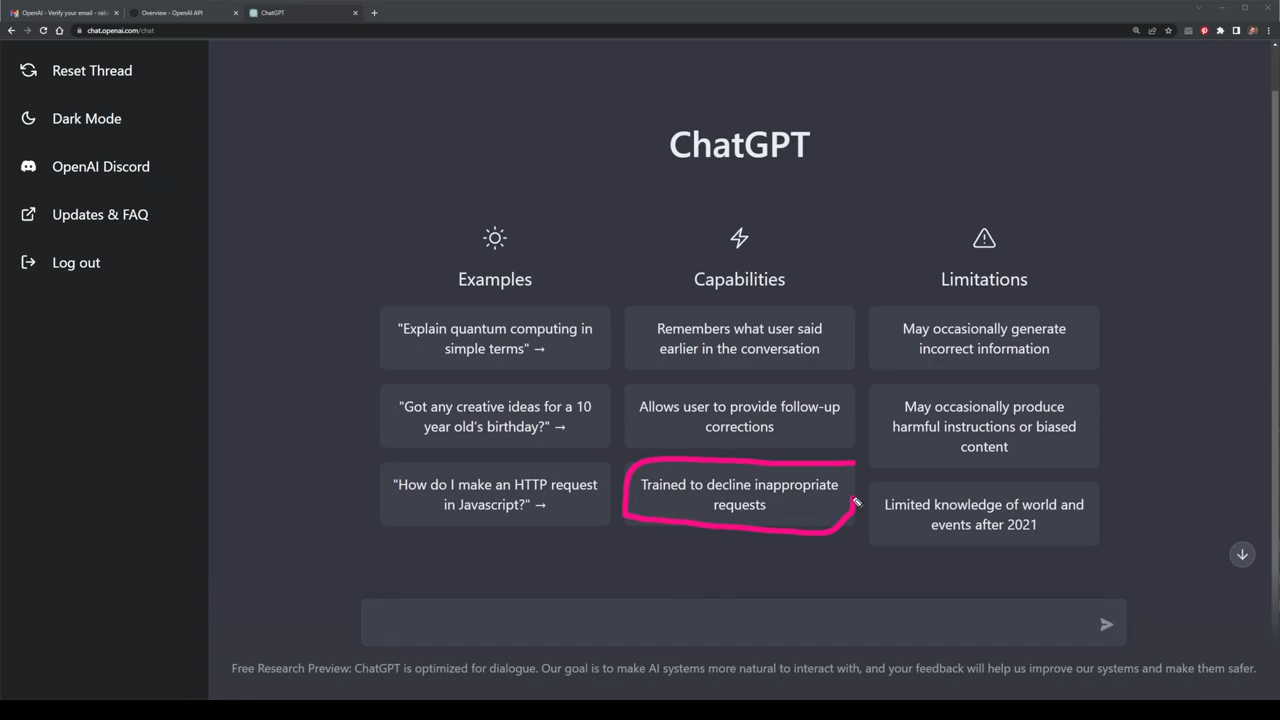 OpenAI - Verify your email - rai
Overview - OpenAI API
ChatGPT
chat.openai.com/chat
Reset Thread
Dark Mode
OpenAI Discord
Updates & FAQ
Log out
ChatGPT
Examples
"Explain quantum computing in
simple terms" →
"Got any creative ideas for a 10
year old's birthday?" →
"How do I make an HTTP request
in Javascript?" →
Capabilities
Remembers what user said
earlier in the conversation
Allows user to provide follow-up
corrections
Trained to decline inappropriate
requests
Limitations
May occasionally generate
incorrect information
May occasionally produce
harmful instructions or biased
content
Limited knowledge of world and
events after 2021
Free Research Preview: ChatGPT is optimized for dialogue. Our goal is to make AI systems more natural to interact with, and your feedback will help us improve our systems and make them safer.